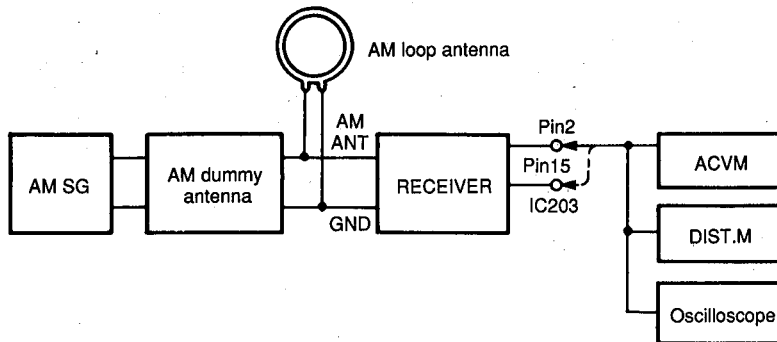 AM loop antenna
AM SG
AM dummy
antenna
AM
ANT
GND
RECEIVER
Pin2
Pin15
IC203
ACVM
DIST.M
Oscilloscope